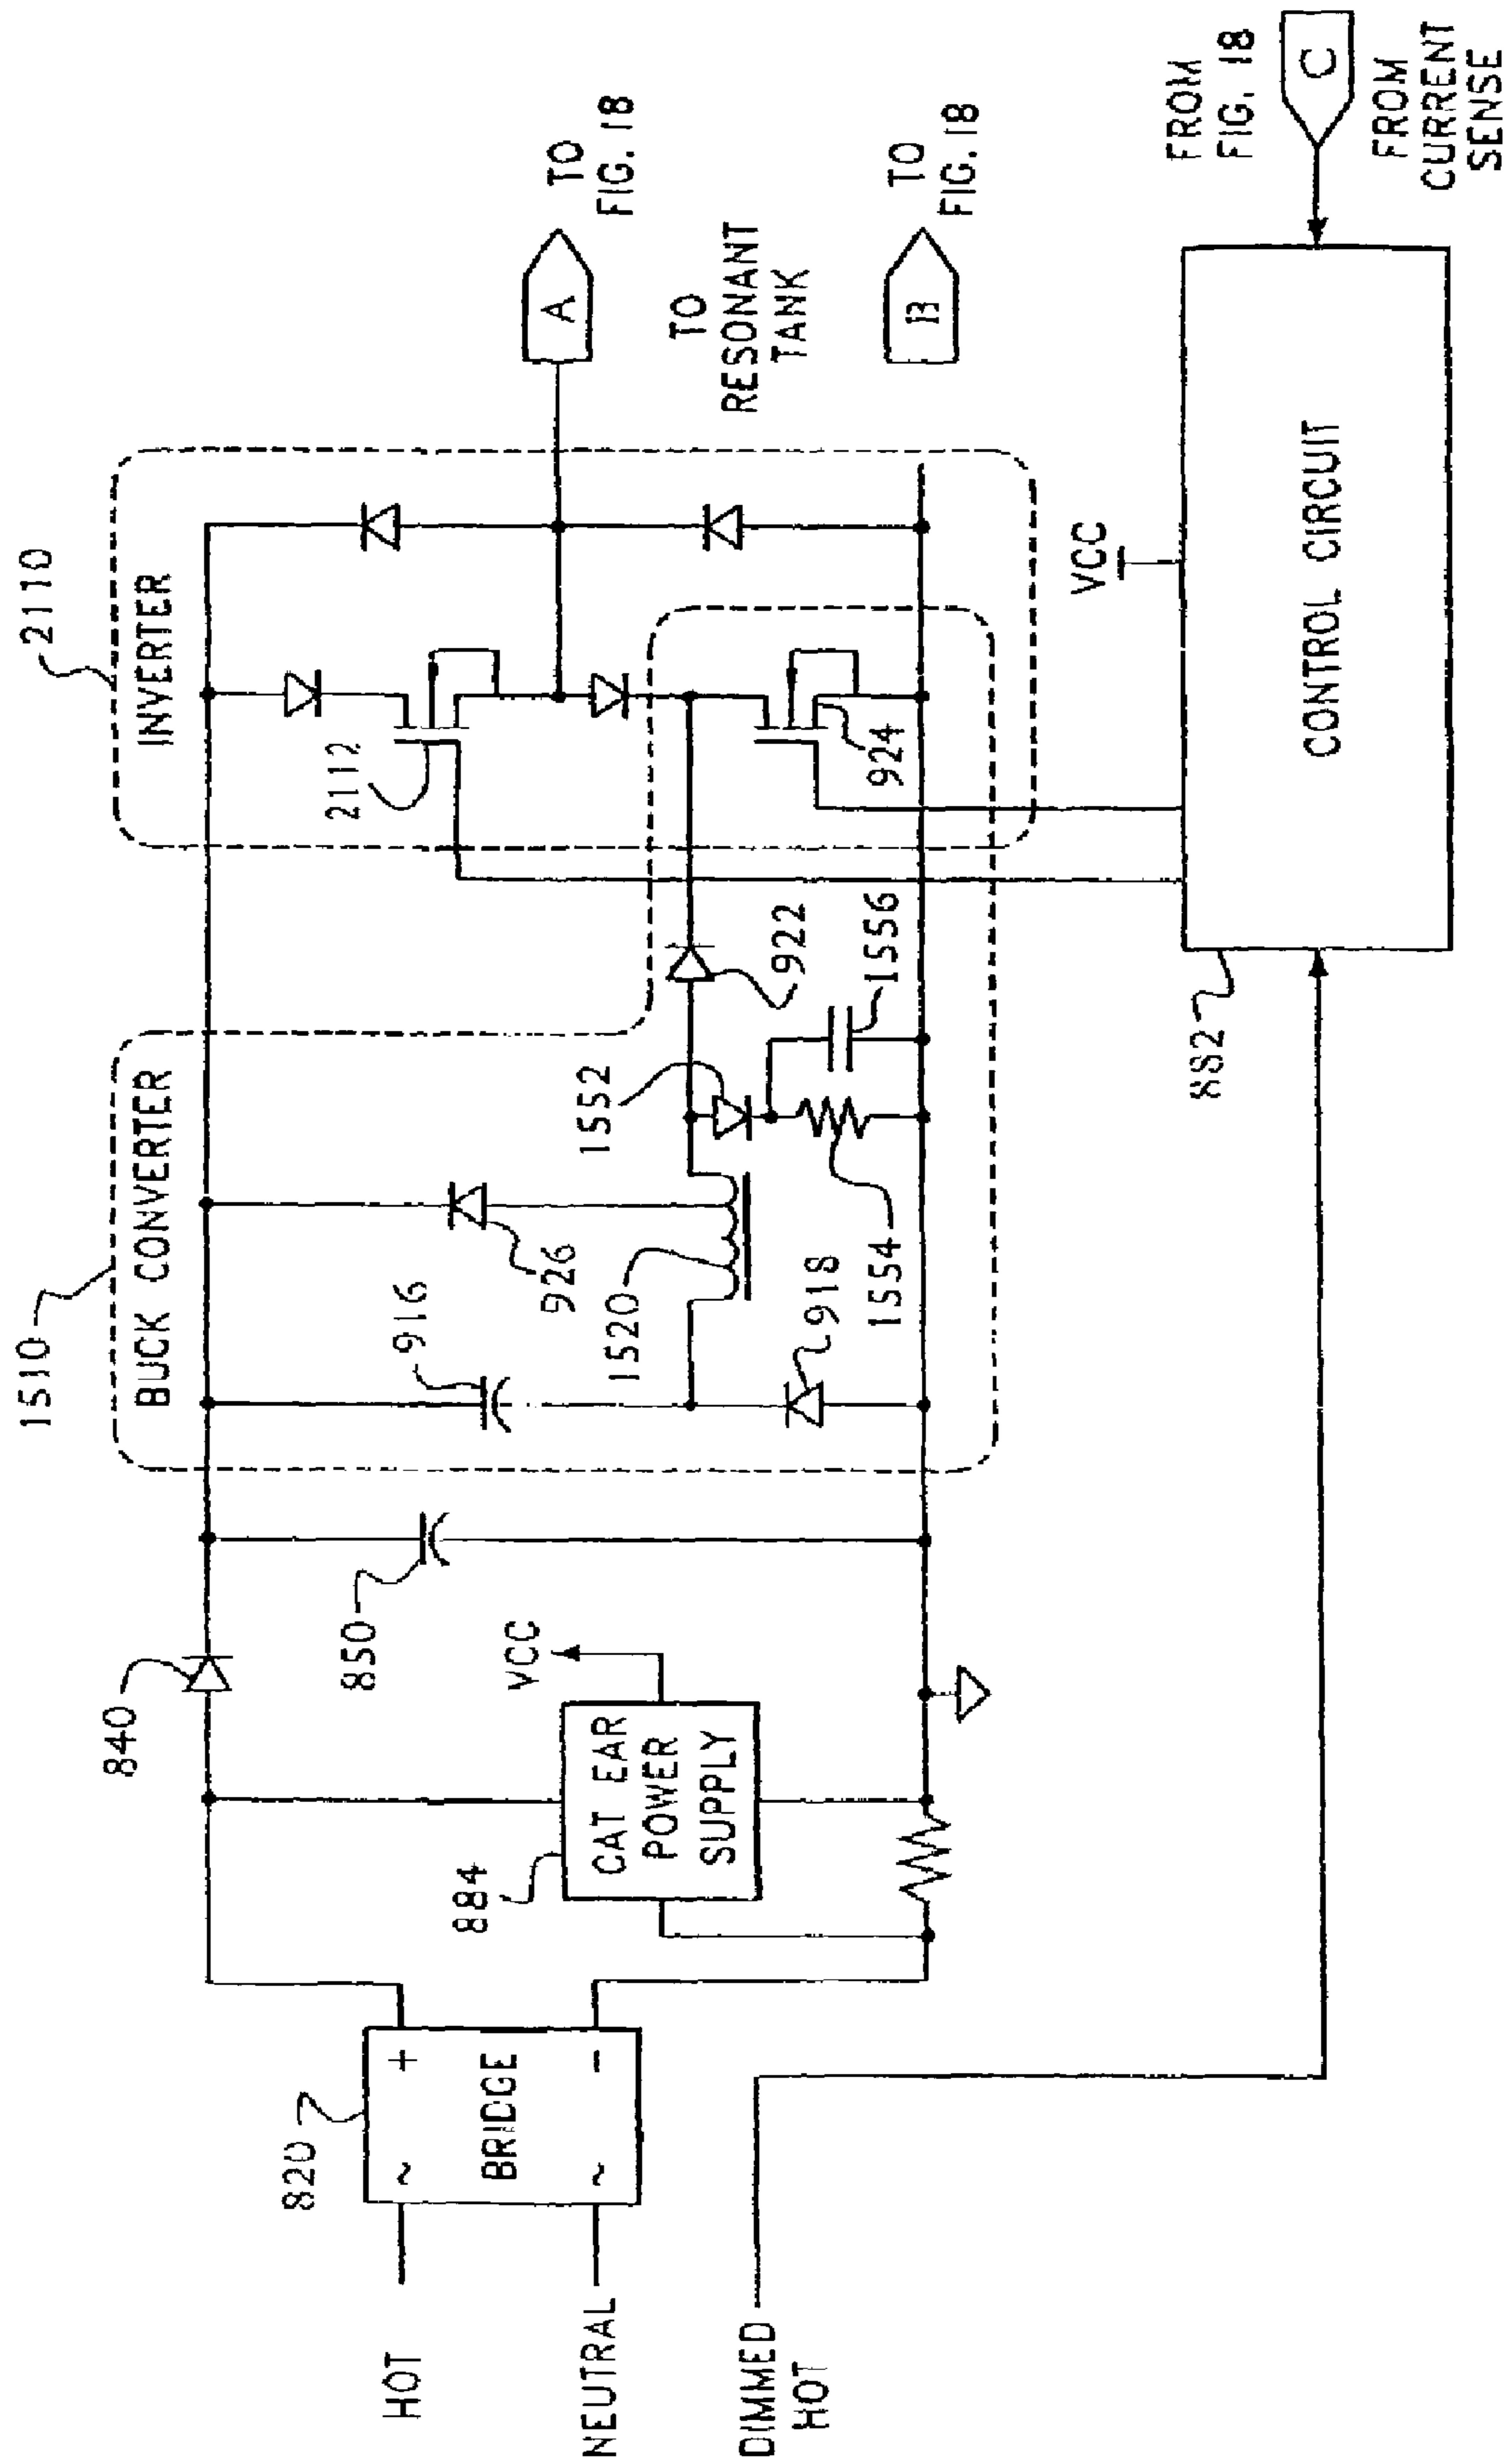 1510
BUCK CONVERTER
2110
INVERTER
840
850
916
926
1520
918
1554
1552
922
1556
2112
924
820
+
~
BRIDGE
−
~
HOT
NEUTRAL
DIMMED
HOT
884
CAT EAR
POWER
SUPPLY
VCC
A
TO
FIG. 18
TO
RESONANT
TANK
B
TO
FIG. 18
VCC
882
CONTROL CIRCUIT
FROM
FIG. 18
C
FROM
CURRENT
SENSE